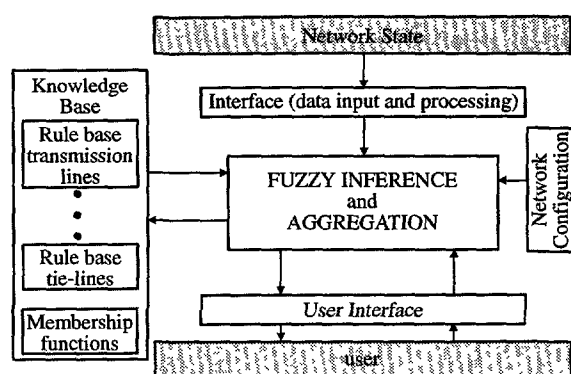 Network State
Knowledge
Base
Interface (data input and processing)
Rule base
transmission
lines
FUZZY INFERENCE
and
AGGREGATION
Network
Configuration
Rule base
tie-lines
User Interface
Membership
functions
user